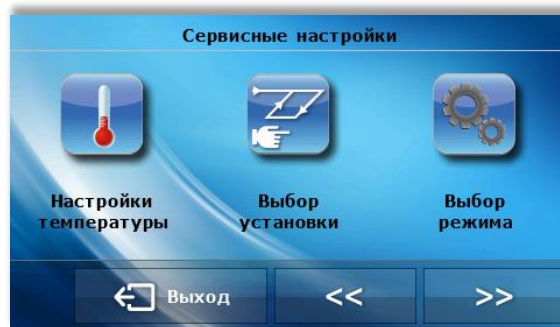 Сервисные настройки
Настройки
температуры
Выбор
установки
Выбор
режима
Выход
<<
>>